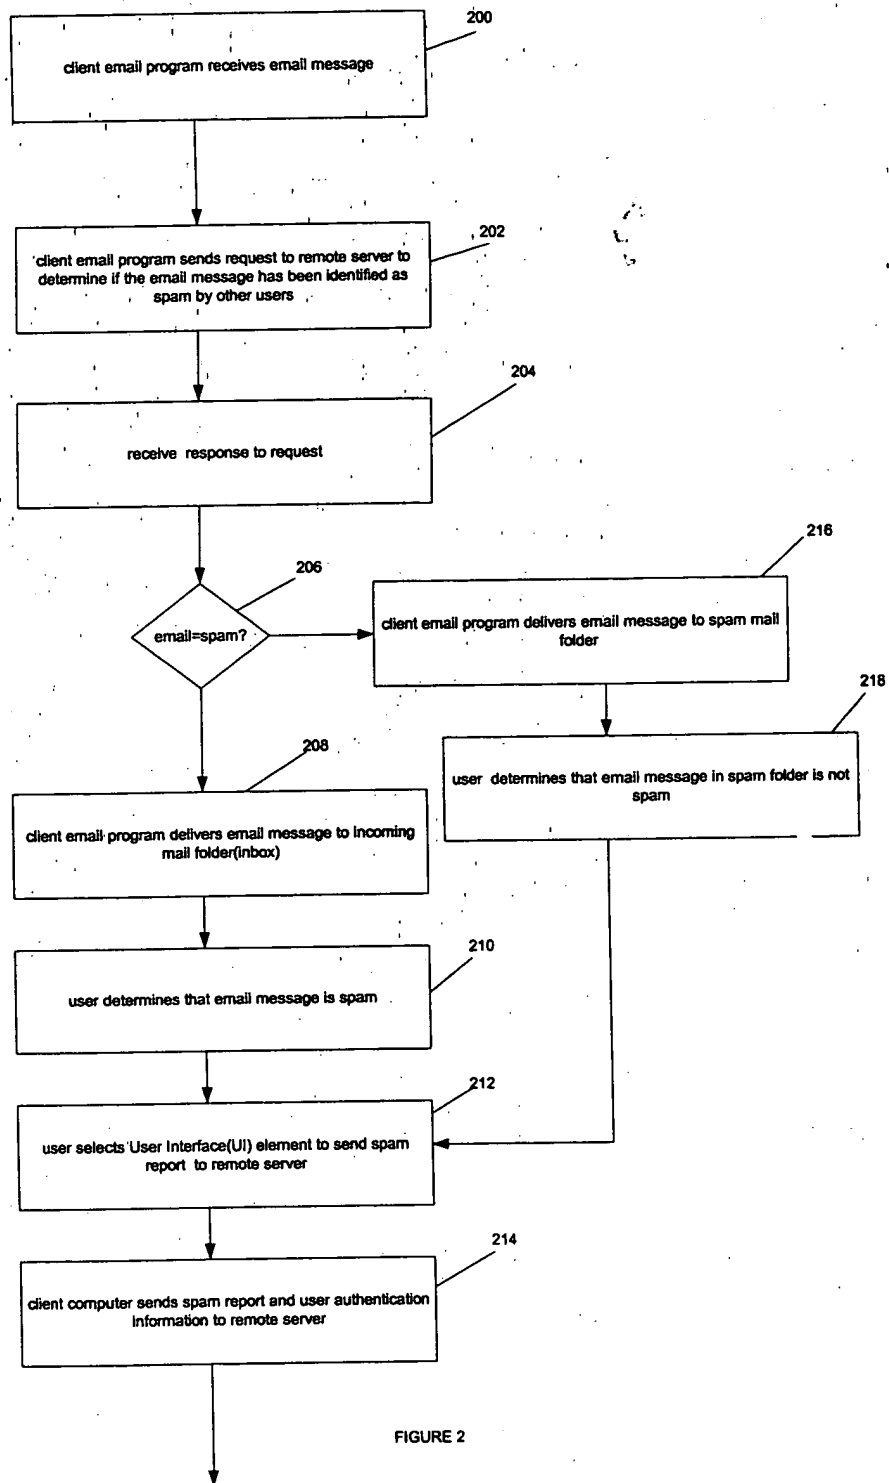 200
client email program receives email message
202
client email program sends request to remote server to
determine if the email message has been identified as
spam by other users
204
receive response to request
206
email=spam?
216
client email program delivers email message to spam mail
folder
218
user determines that email message in spam folder is not
spam
208
client email program delivers email message to incoming
mail folder(inbox)
210
user determines that email message is spam
212
user selects User Interface(UI) element to send spam
report to remote server
214
client computer sends spam report and user authentication
information to remote server
FIGURE 2